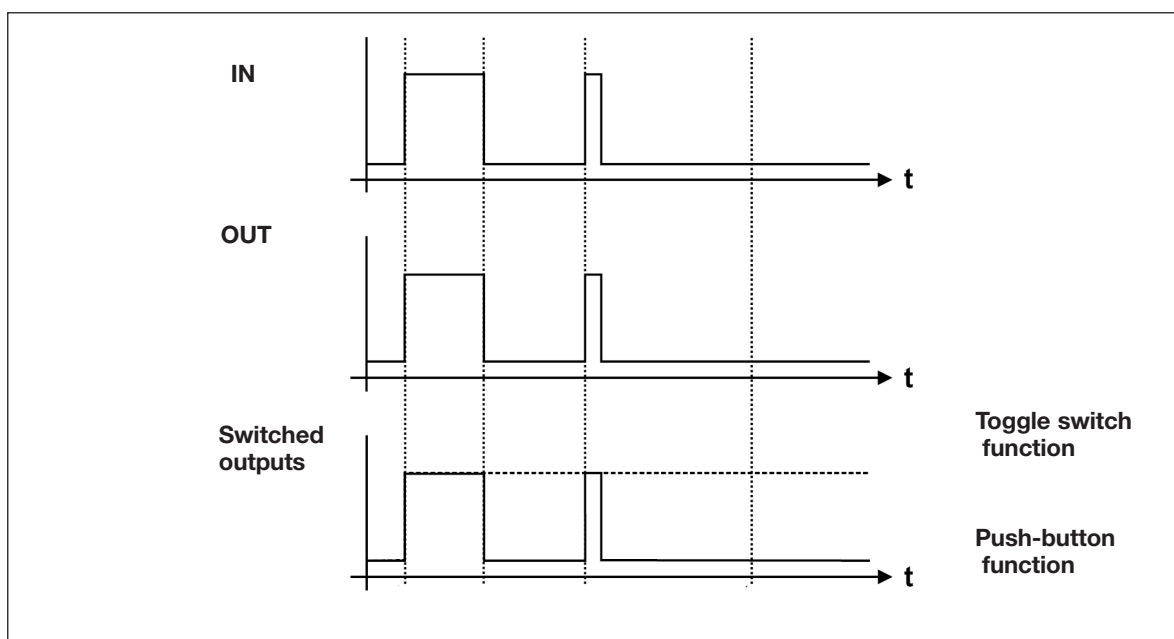 IN
t
OUT
t
Switched
outputs
Toggle switch
function
Push-button
function
t